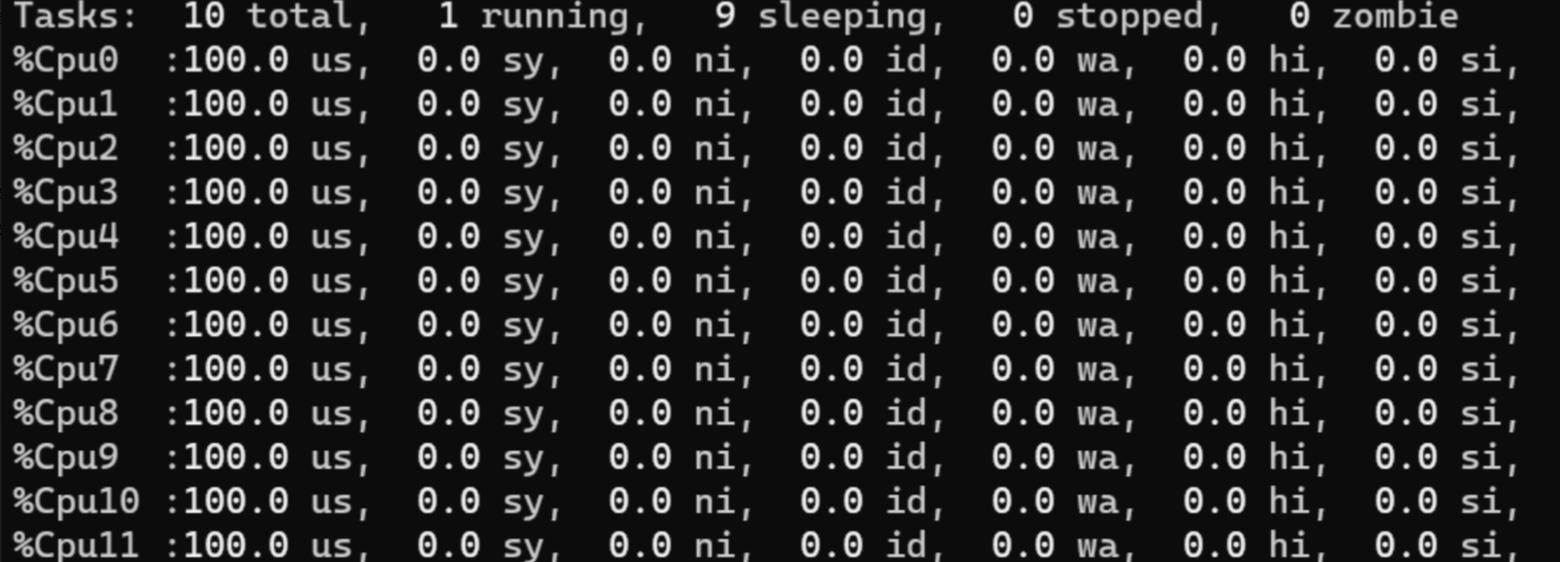 Tasks:  10 total,   1 running,   9 sleeping,   0 stopped,   0 zombie
%Cpu0  :100.0 us,  0.0 sy,  0.0 ni,  0.0 id,  0.0 wa,  0.0 hi,  0.0 si,
%Cpu1  :100.0 us,  0.0 sy,  0.0 ni,  0.0 id,  0.0 wa,  0.0 hi,  0.0 si,
%Cpu2  :100.0 us,  0.0 sy,  0.0 ni,  0.0 id,  0.0 wa,  0.0 hi,  0.0 si,
%Cpu3  :100.0 us,  0.0 sy,  0.0 ni,  0.0 id,  0.0 wa,  0.0 hi,  0.0 si,
%Cpu4  :100.0 us,  0.0 sy,  0.0 ni,  0.0 id,  0.0 wa,  0.0 hi,  0.0 si,
%Cpu5  :100.0 us,  0.0 sy,  0.0 ni,  0.0 id,  0.0 wa,  0.0 hi,  0.0 si,
%Cpu6  :100.0 us,  0.0 sy,  0.0 ni,  0.0 id,  0.0 wa,  0.0 hi,  0.0 si,
%Cpu7  :100.0 us,  0.0 sy,  0.0 ni,  0.0 id,  0.0 wa,  0.0 hi,  0.0 si,
%Cpu8  :100.0 us,  0.0 sy,  0.0 ni,  0.0 id,  0.0 wa,  0.0 hi,  0.0 si,
%Cpu9  :100.0 us,  0.0 sy,  0.0 ni,  0.0 id,  0.0 wa,  0.0 hi,  0.0 si,
%Cpu10 :100.0 us,  0.0 sy,  0.0 ni,  0.0 id,  0.0 wa,  0.0 hi,  0.0 si,
%Cpu11 :100.0 us,  0.0 sy,  0.0 ni,  0.0 id,  0.0 wa,  0.0 hi,  0.0 si,